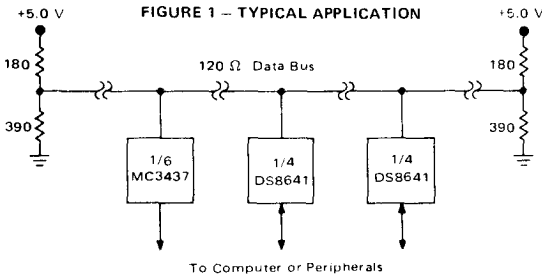 FIGURE 1 – TYPICAL APPLICATION
+5.0 V
+5.0 V
180
180
120 Ω Data Bus
390
390
1/6
MC3437
1/4
DS8641
1/4
DS8641
To Computer or Peripherals